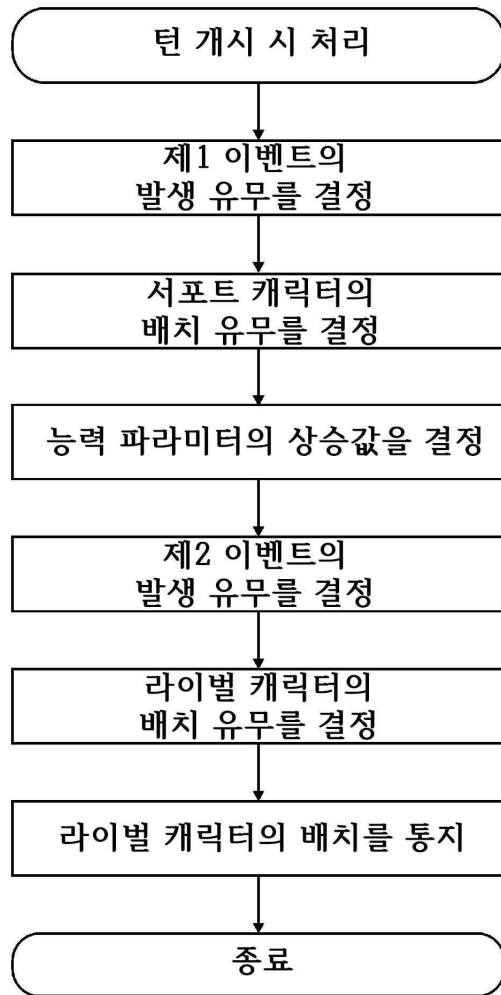 턴 개시 시 처리
제1 이벤트의
발생 유무를 결정
서포트 캐릭터의
배치 유무를 결정
능력 파라미터의 상승값을 결정
제2 이벤트의
발생 유무를 결정
라이벌 캐릭터의
배치 유무를 결정
라이벌 캐릭터의 배치를 통지
종료